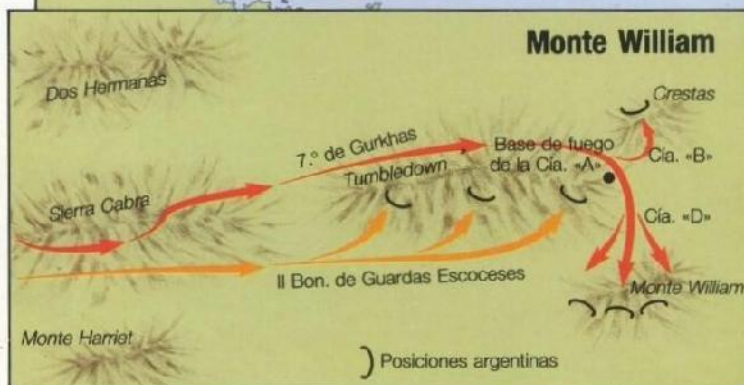 Monte William
Dos Hermanas
Crestas
7.º de Gurkhas
Base de fuego
de la Cía. «A»
Cía. «B»
Tumbledown
Sierra Cabra
Cía. «D»
II Bon. de Guardas Escoceses
Monte William
Monte Harriet
Posiciones argentinas